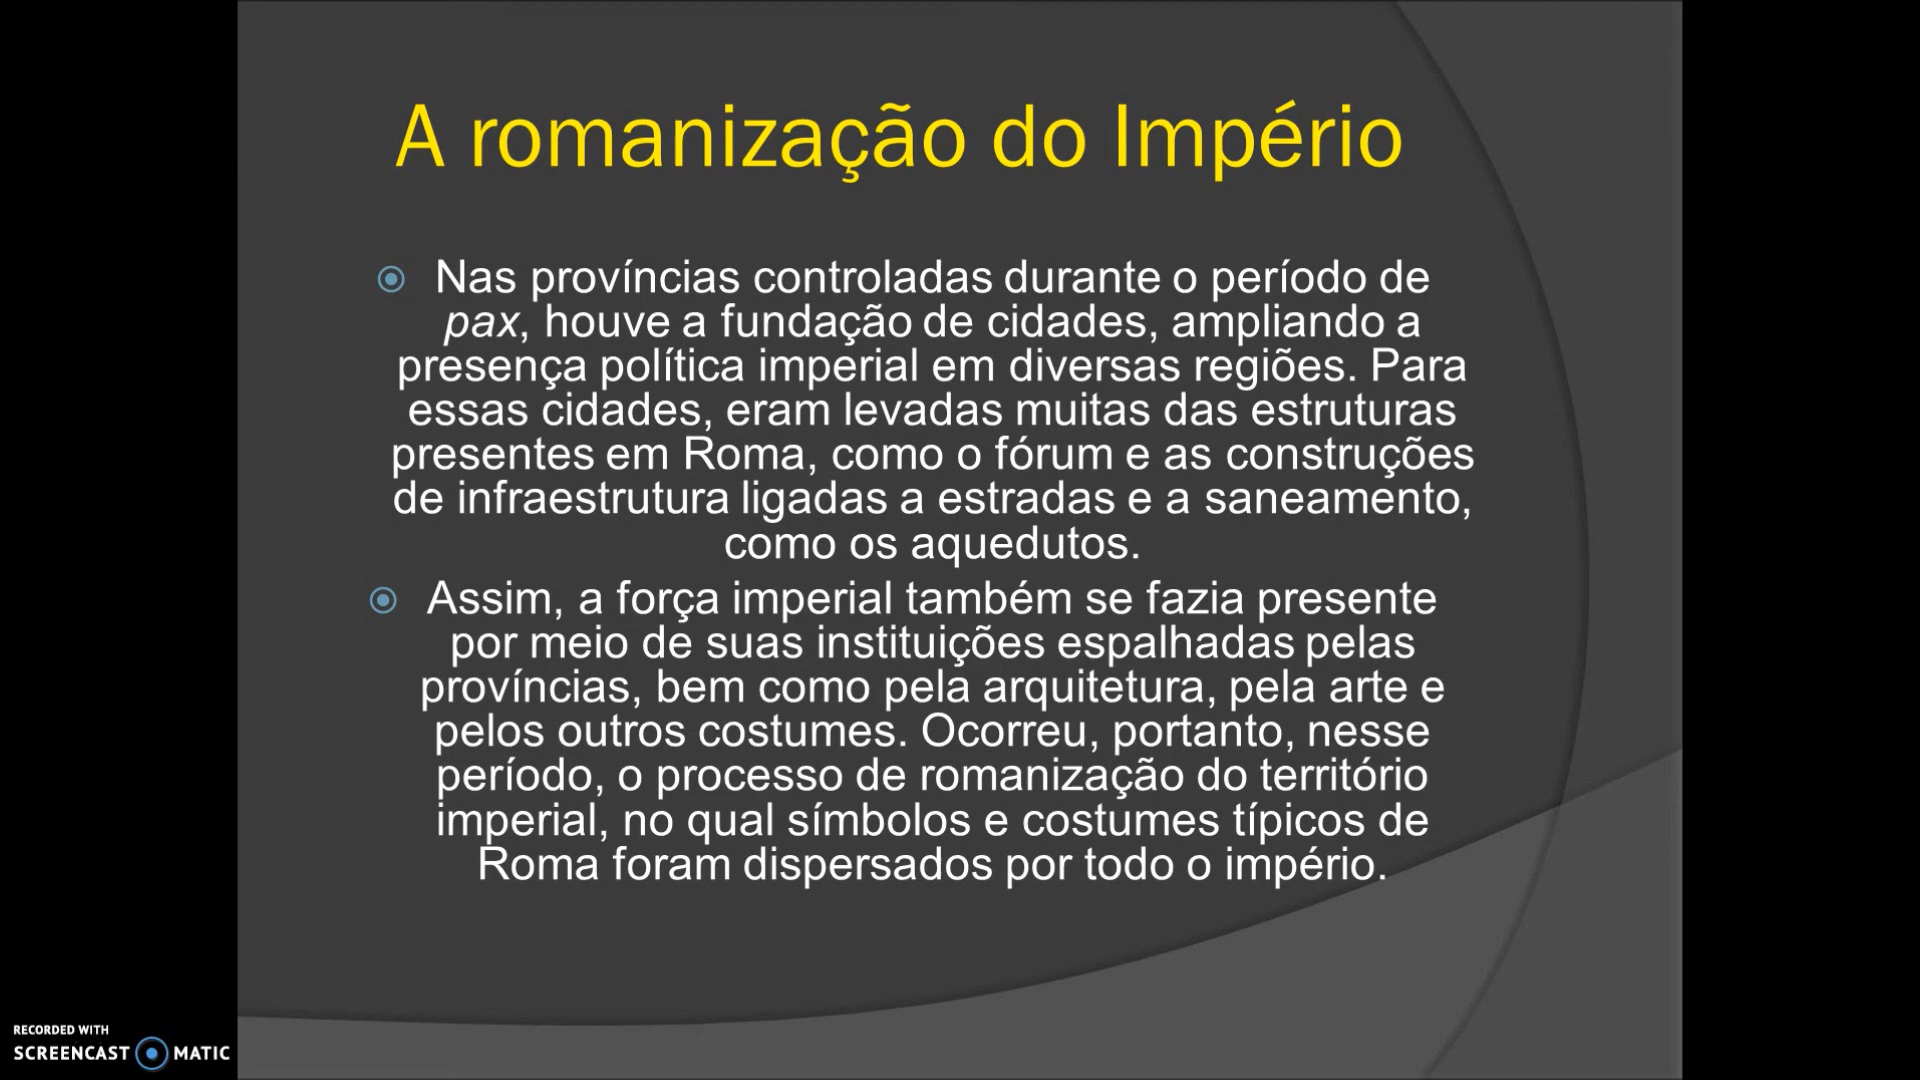 A romanização do Império
Nas províncias controladas durante o período de
pax, houve a fundação de cidades, ampliando a
presença política imperial em diversas regiões. Para
essas cidades, eram levadas muitas das estruturas
presentes em Roma, como o fórum e as construções
de infraestrutura ligadas a estradas e a saneamento,
como os aquedutos.
Assim, a força imperial também se fazia presente
por meio de suas instituições espalhadas pelas
províncias, bem como pela arquitetura, pela arte e
pelos outros costumes. Ocorreu, portanto, nesse
período, o processo de romanização do território
imperial, no qual símbolos e costumes típicos de
Roma foram dispersados por todo o império.
RECORDED WITH
SCREENCAST MATIC